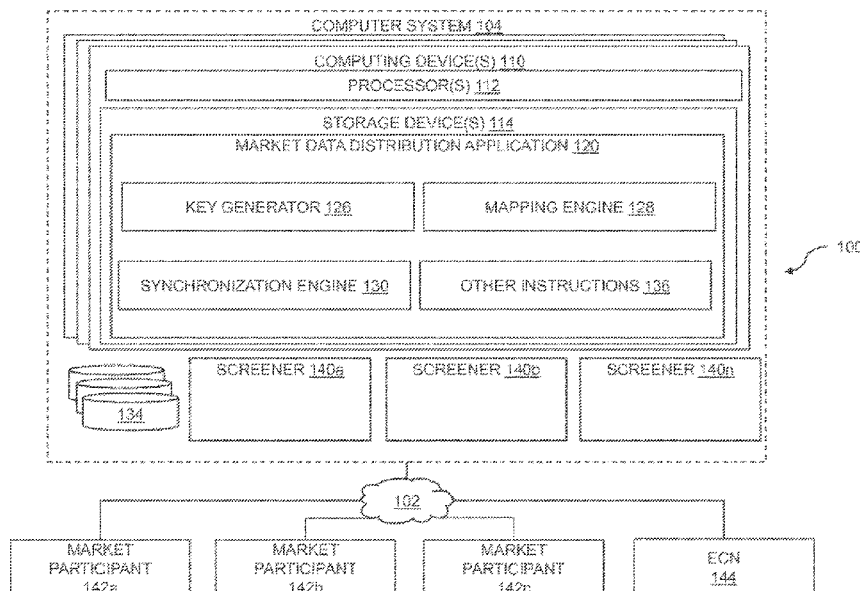 COMPUTER SYSTEM 104
COMPUTING DEVICE(S) 110
PROCESSOR(S) 112
STORAGE DEVICE(S) 114
MARKET DATA DISTRIBUTION APPLICATION 120
KEY GENERATOR 126
MAPPING ENGINE 128
100
SYNCHRONIZATION ENGINE 130
OTHER INSTRUCTIONS 136
134
SCREENER 140a
SCREENER 140b
SCREENER 140n
102
MARKET
PARTICIPANT
142a
MARKET
PARTICIPANT
142b
MARKET
PARTICIPANT
142n
ECN
144